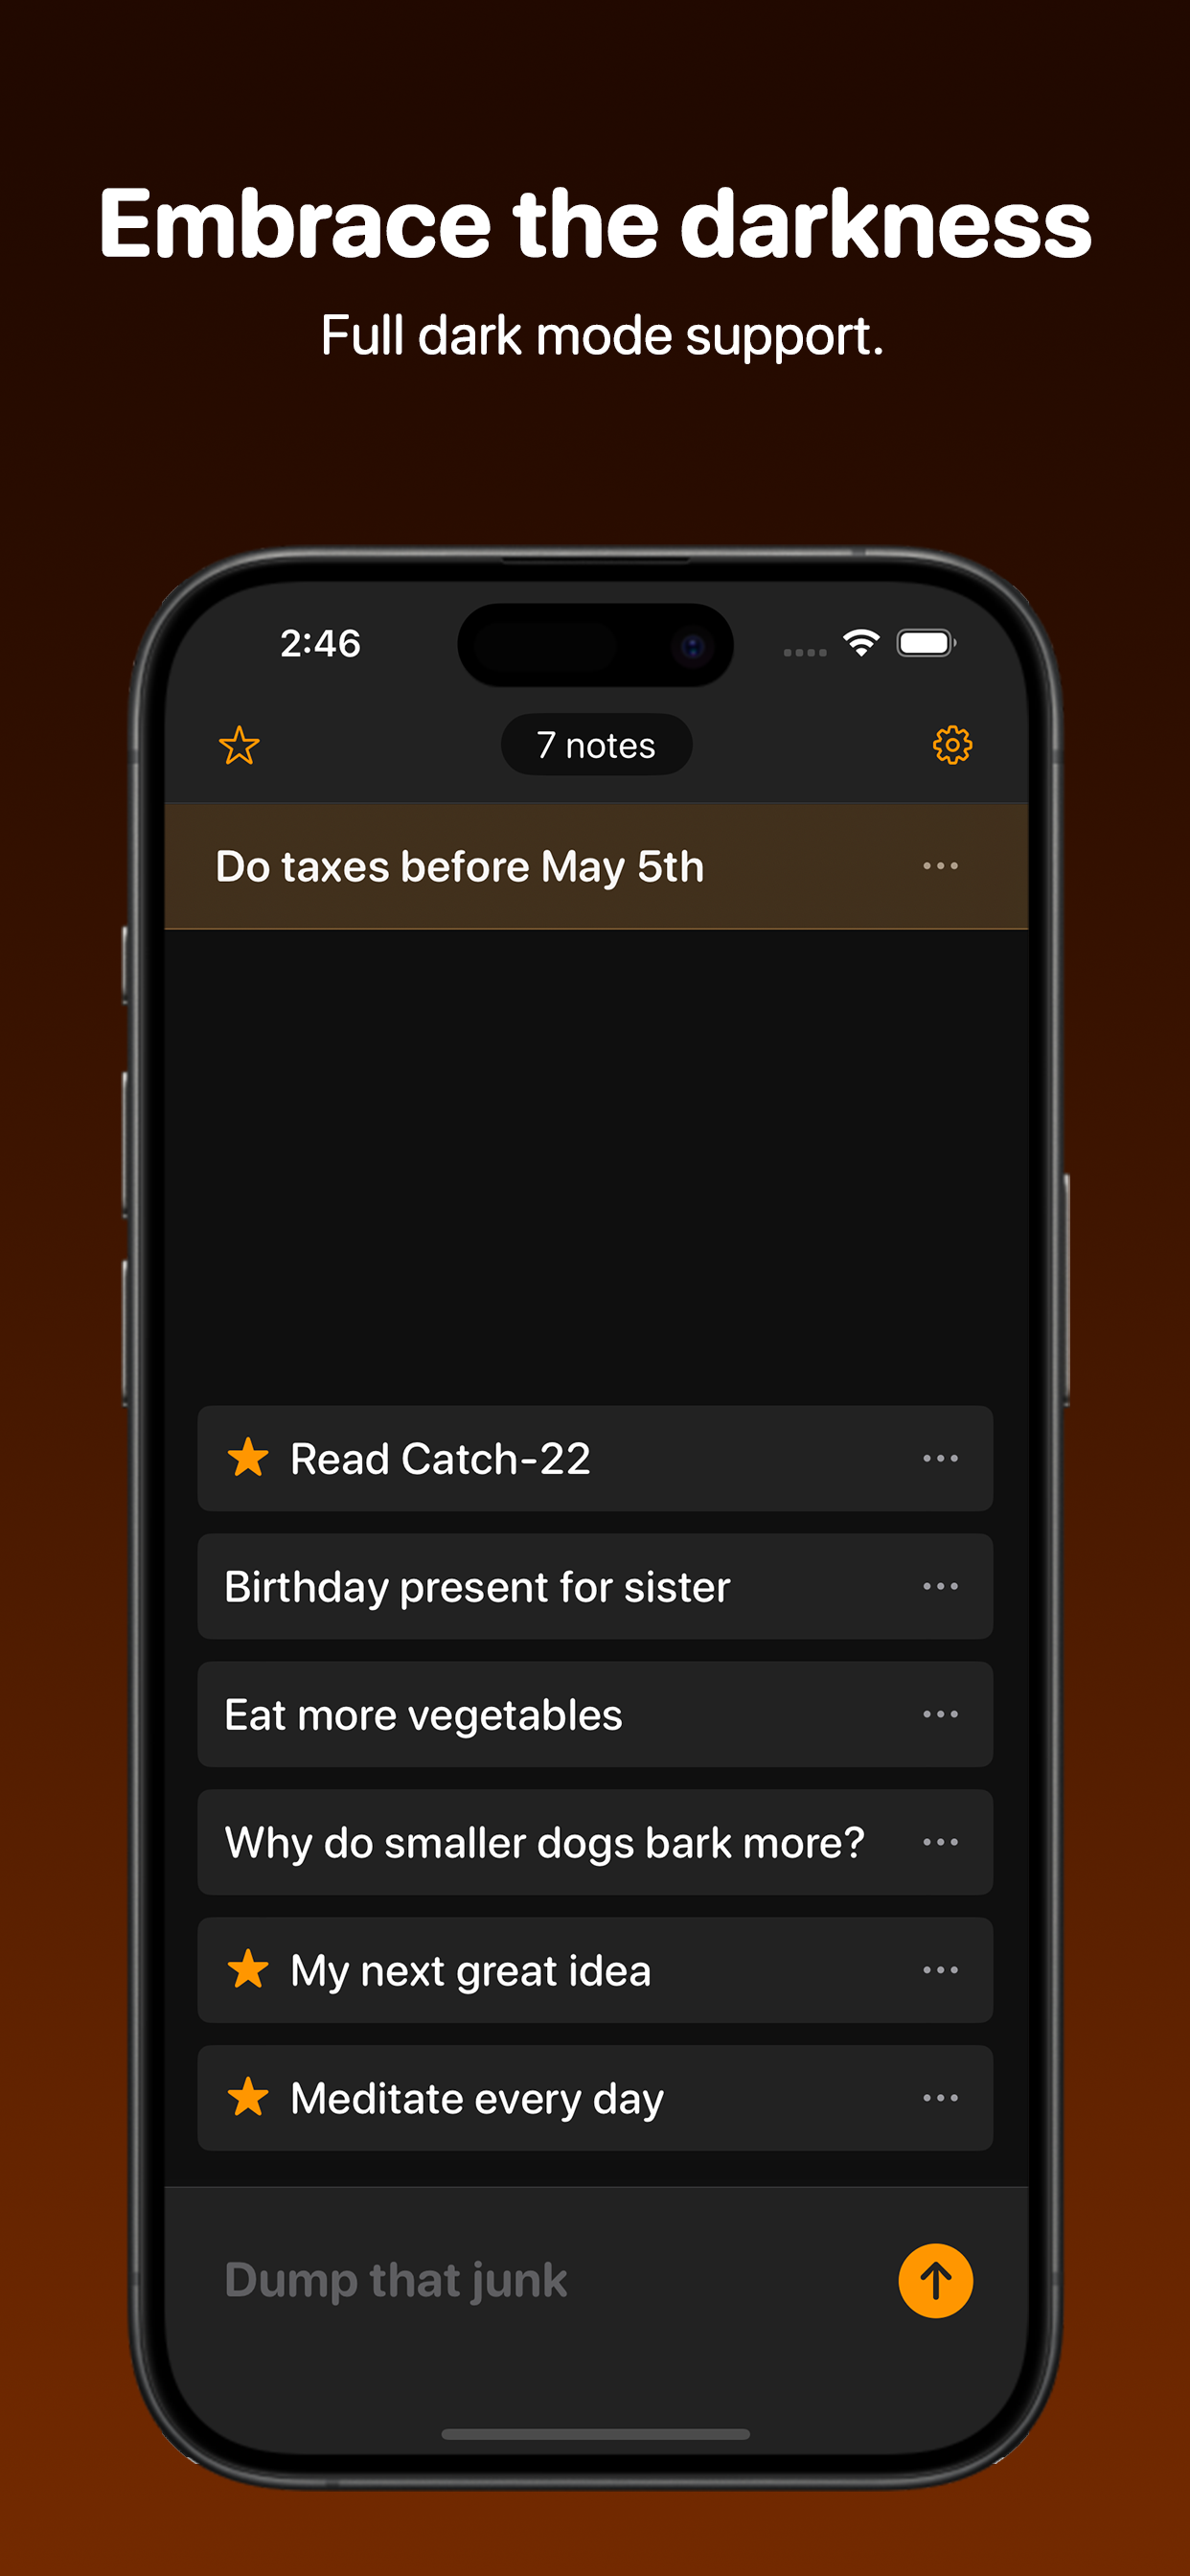 Embrace the darkness
Full dark mode support.
2:46
7 notes
Do taxes before May 5th
Read Catch-22
Birthday present for sister
Eat more vegetables
Why do smaller dogs bark more?
My next great idea
Meditate every day
Dump that junk